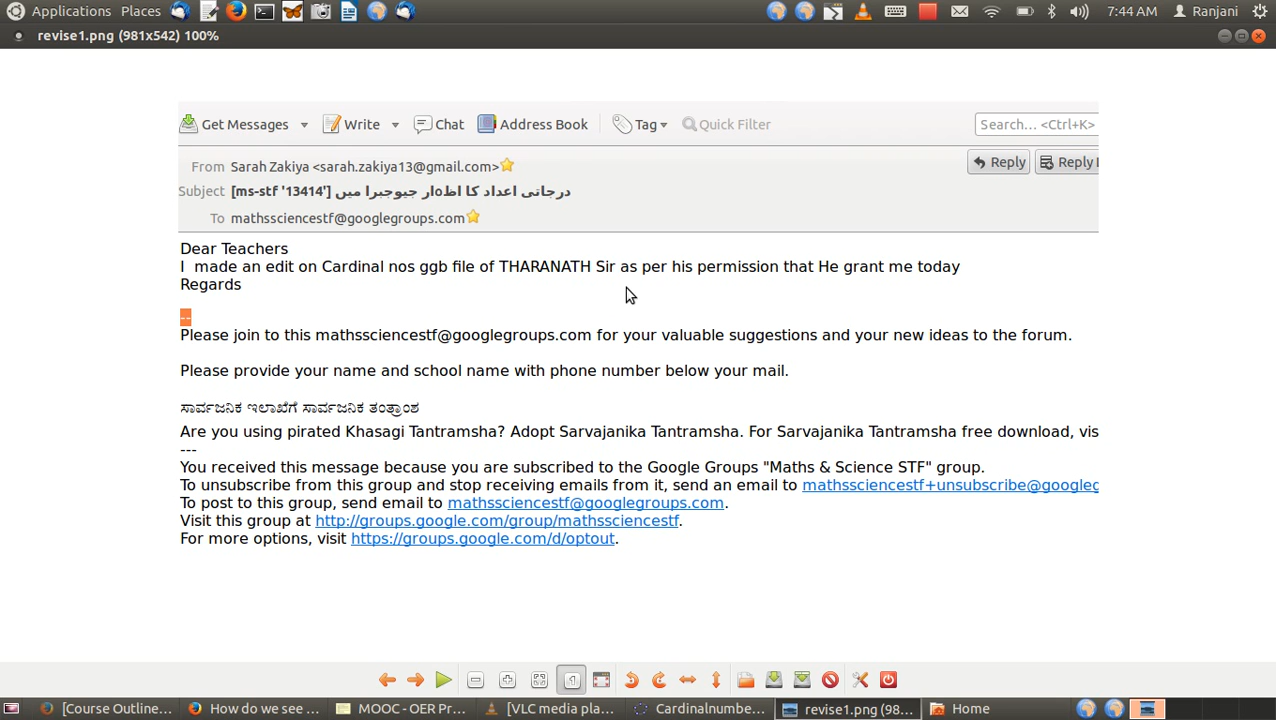 Applications Places 7:44 AM Ranjani
revise1.png (981x542) 100%
Get Messages Write Chat Address Book Tag Quick Filter Search... <Ctrl+K>
From Sarah Zakiya <sarah.zakiya13@gmail.com> Reply Reply
Subject [ms-stf '13414'] درجاتی اعداد کا اظہار جیوجبرا میں
To mathssciencestf@googlegroups.com
Dear Teachers
I made an edit on Cardinal nos ggb file of THARANATH Sir as per his permission that He grant me today
Regards
--
Please join to this mathssciencestf@googlegroups.com for your valuable suggestions and your new ideas to the forum.
Please provide your name and school name with phone number below your mail.
ಸಾರ್ವಜನಿಕ ಇಲಾಖೆಗೆ ಸಾರ್ವಜನಿಕ ತಂತ್ರಾಂಶ
Are you using pirated Khasagi Tantramsha? Adopt Sarvajanika Tantramsha. For Sarvajanika Tantramsha free download, vis
---
You received this message because you are subscribed to the Google Groups "Maths & Science STF" group.
To unsubscribe from this group and stop receiving emails from it, send an email to mathssciencestf+unsubscribe@googleg
To post to this group, send email to mathssciencestf@googlegroups.com.
Visit this group at http://groups.google.com/group/mathssciencestf.
For more options, visit https://groups.google.com/d/optout.
[Course Outline... How do we see ... MOOC - OER Pr... [VLC media pla... Cardinalnumbe... revise1.png (98... Home